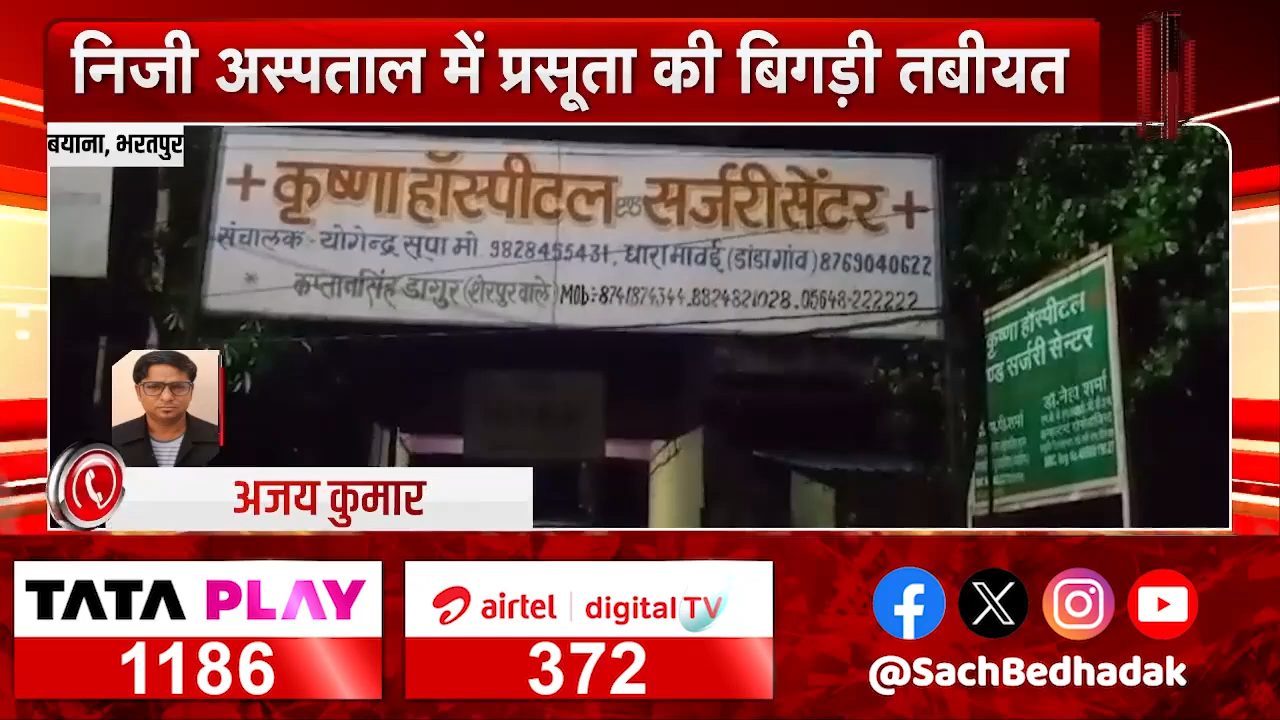 निजी अस्पताल में प्रसूता की बिगड़ी तबीयत
बयाना, भरतपुर
+ कृष्णा हॉस्पीटल एण्ड सर्जरी सेंटर +
संचालक:- योगेन्द्र सुपा मो. 9828455431, धारामावई (डांडागांव) 8769040622
* कप्तानसिंह डागुर (शेरपुर वाले) Mob:- 8741874344, 8824821028, 05648-222222
कृष्णा हॉस्पीटल
ण्ड सर्जरी सेन्टर
डॉ. नेहा शर्मा
शर्मा
अजय कुमार
TATA PLAY
1186
airtel | digital TV
372
@SachBedhadak